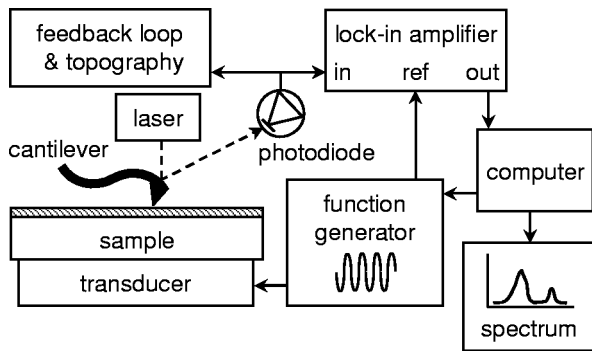 feedback loop
& topography
lock-in amplifier
in ref out
laser
cantilever
photodiode
computer
function
generator
sample
transducer
spectrum